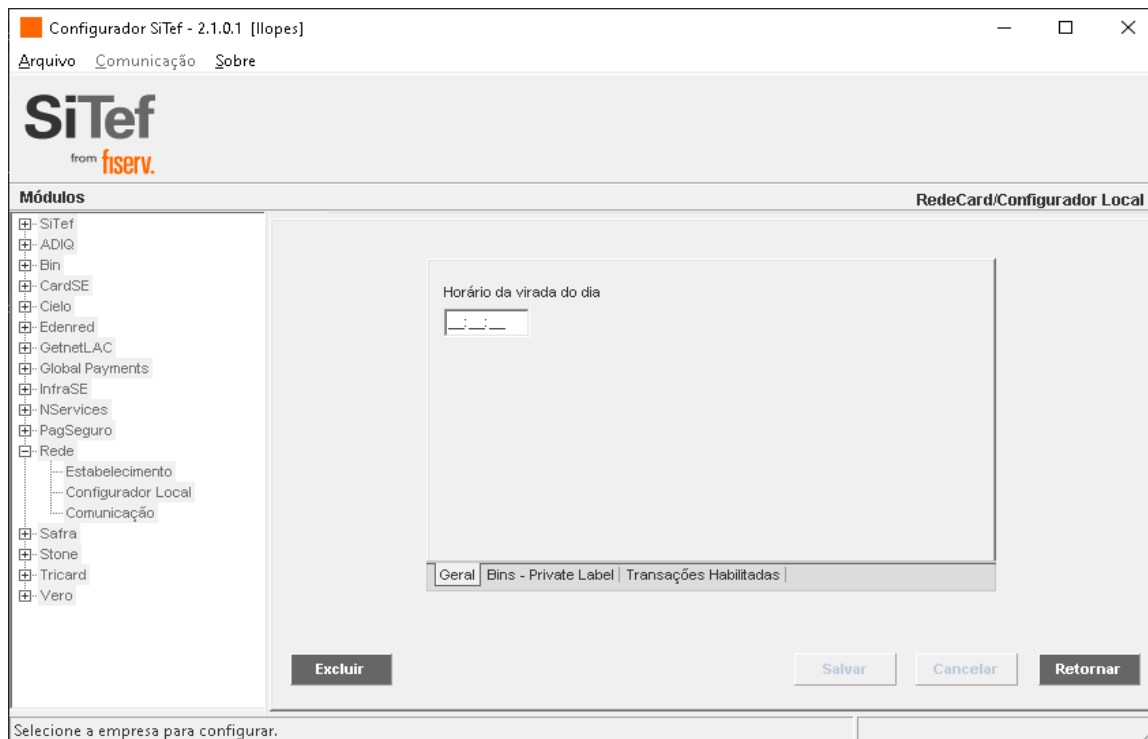 Configurador SiTef - 2.1.0.1 [llopes]
Arquivo Comunicação Sobre
SiTef
from fiserv.
Módulos
RedeCard/Configurador Local
SiTef
ADIQ
Bin
CardSE
Cielo
Edenred
GetnetLAC
Global Payments
InfraSE
NServices
PagSeguro
Rede
Estabelecimento
Configurador Local
Comunicação
Safra
Stone
Tricard
Vero
Horário da virada do dia
__:__:__
Geral Bins - Private Label Transações Habilitadas
Excluir Salvar Cancelar Retornar
Selecione a empresa para configurar.